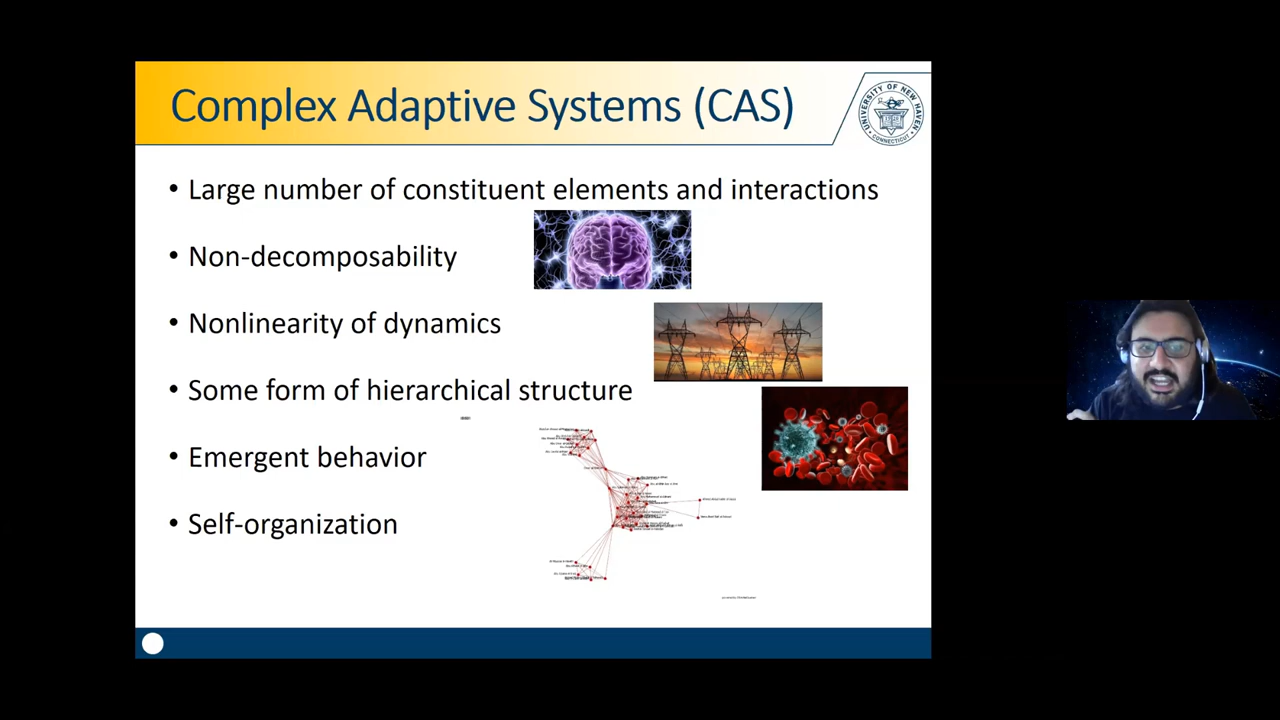 Complex Adaptive Systems (CAS)
UNIVERSITY OF NEW HAVEN
CONNECTICUT
• Large number of constituent elements and interactions
• Non-decomposability
• Nonlinearity of dynamics
• Some form of hierarchical structure
• Emergent behavior
• Self-organization